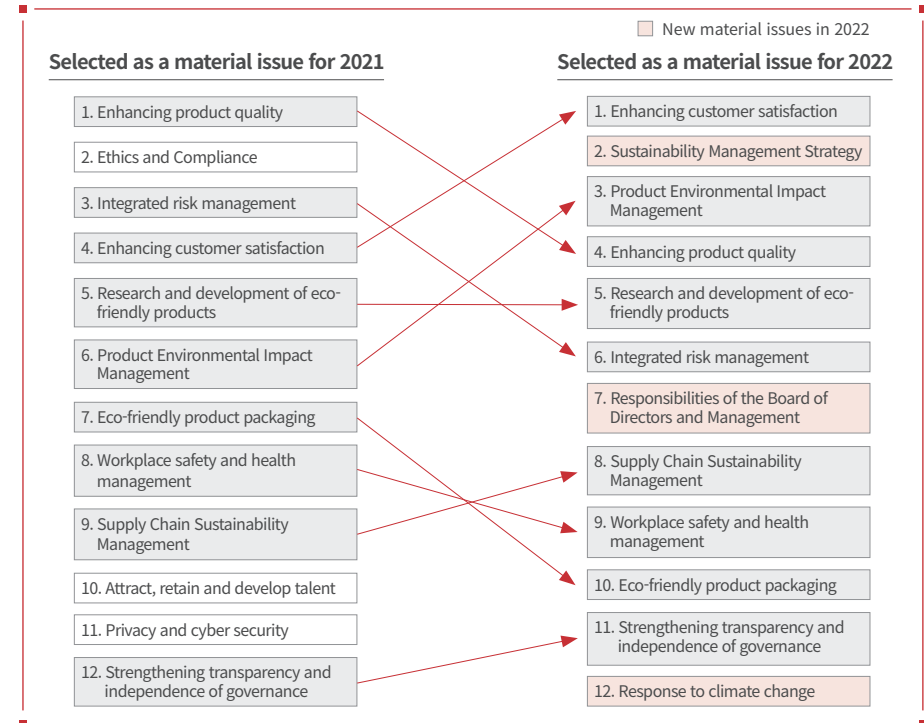 New material issues in 2022
Selected as a material issue for 2021
1. Enhancing product quality
2. Ethics and Compliance
3. Integrated risk management
4. Enhancing customer satisfaction
5. Research and development of eco-
friendly products
6. Product Environmental Impact
Management
7. Eco-friendly product packaging
8. Workplace safety and health
management
9. Supply Chain Sustainability
Management
10. Attract, retain and develop talent
11. Privacy and cyber security
12. Strengthening transparency and
independence of governance
Selected as a material issue for 2022
1. Enhancing customer satisfaction
2. Sustainability Management Strategy
3. Product Environmental Impact
Management
4. Enhancing product quality
5. Research and development of eco-
friendly products
6. Integrated risk management
7. Responsibilities of the Board of
Directors and Management
8. Supply Chain Sustainability
Management
9. Workplace safety and health
management
10. Eco-friendly product packaging
11. Strengthening transparency and
independence of governance
12. Response to climate change